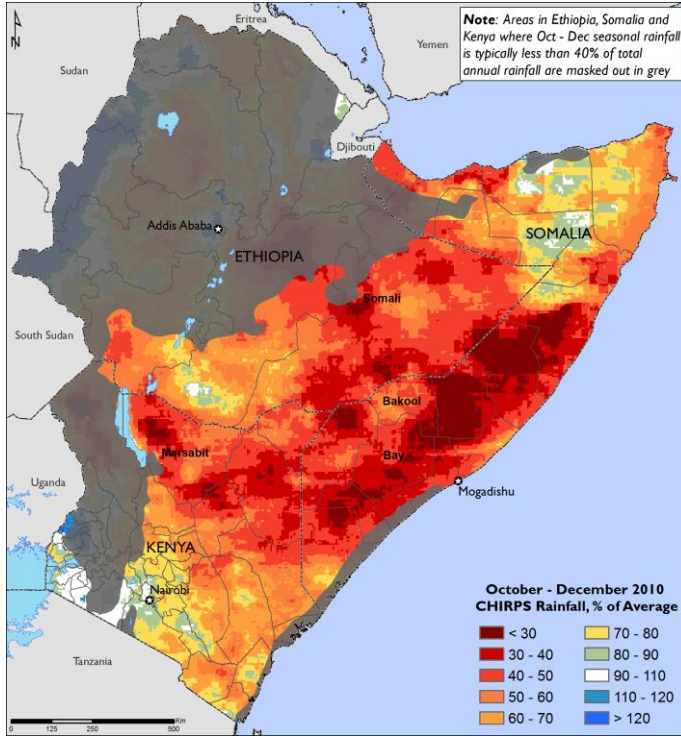 Note: Areas in Ethiopia, Somalia and
Kenya where Oct - Dec seasonal rainfall
is typically less than 40% of total
annual rainfall are masked out in grey
N
Eritrea
Yemen
Sudan
Djibouti
Addis Ababa
ETHIOPIA
SOMALIA
Somali
South Sudan
Bakool
Marsabit
Bay
Mogadishu
Uganda
KENYA
Nairobi
Tanzania
October - December 2010
CHIRPS Rainfall, % of Average
< 30
30 - 40
40 - 50
50 - 60
60 - 70
70 - 80
80 - 90
90 - 110
110 - 120
> 120
0 125 250 500 Km